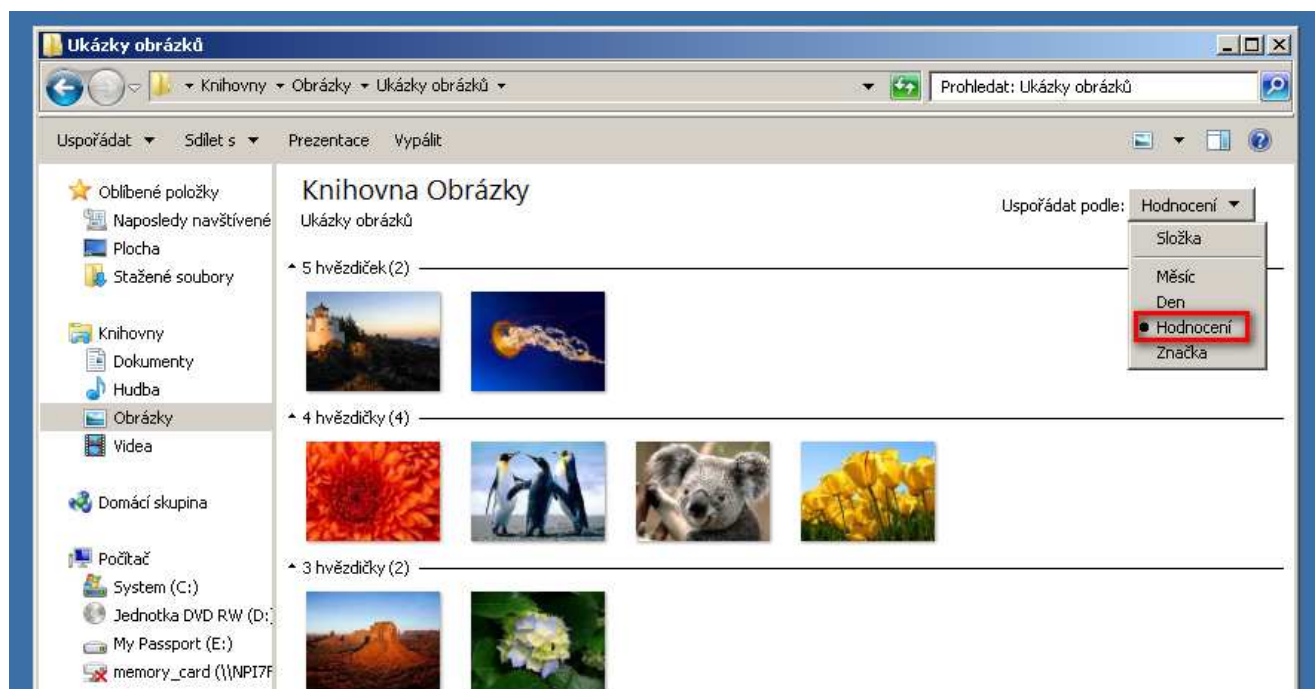 Ukázky obrázků
Knihovny Obrázky Ukázky obrázků
Prohledat: Ukázky obrázků
Uspořádat Sdílet s Prezentace Vypálit
Oblíbené položky
Naposledy navštívené
Plocha
Stažené soubory
Knihovny
Dokumenty
Hudba
Obrázky
Videa
Domácí skupina
Počítač
System (C:)
Jednotka DVD RW (D:
My Passport (E:)
memory_card (\\NPI7F
Knihovna Obrázky
Ukázky obrázků
Uspořádat podle: Hodnocení
Složka
Měsíc
Den
Hodnocení
Značka
5 hvězdiček (2)
4 hvězdičky (4)
3 hvězdičky (2)